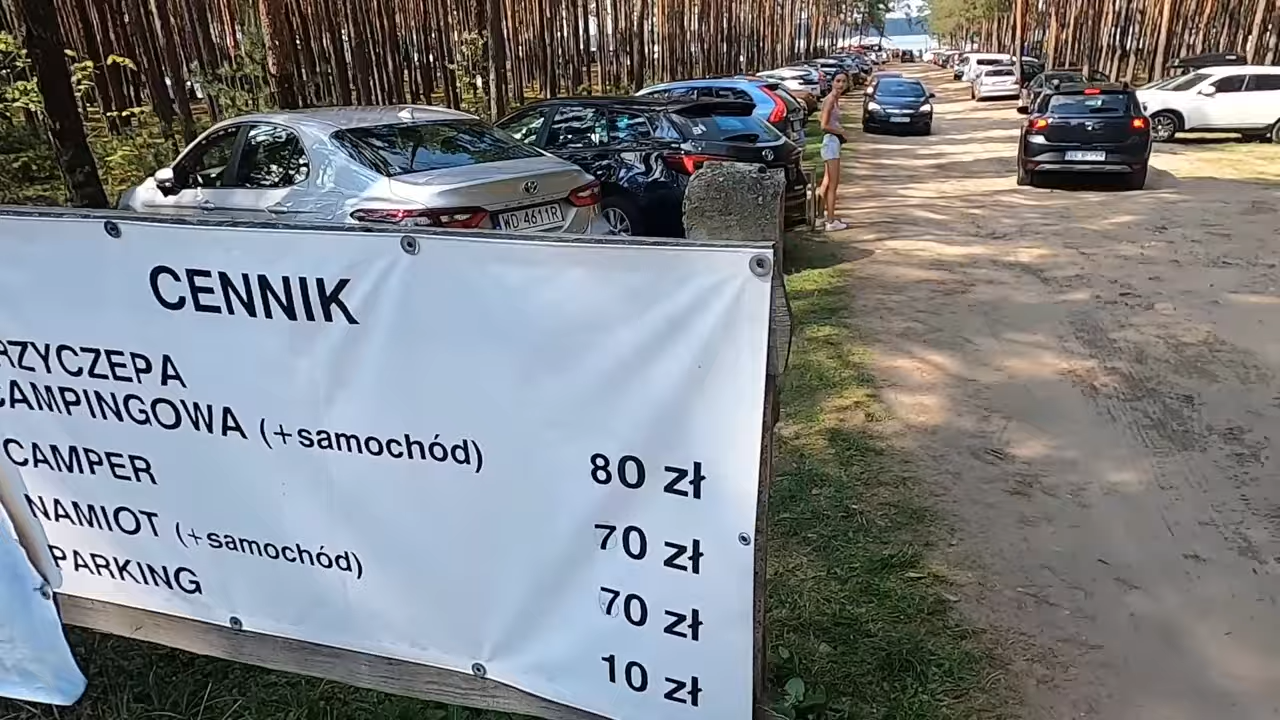 CENNIK
RZYCZEPA
CAMPINGOWA (+samochód) 80 zł
CAMPER 70 zł
NAMIOT (+samochód) 70 zł
PARKING 10 zł
WD 4611R